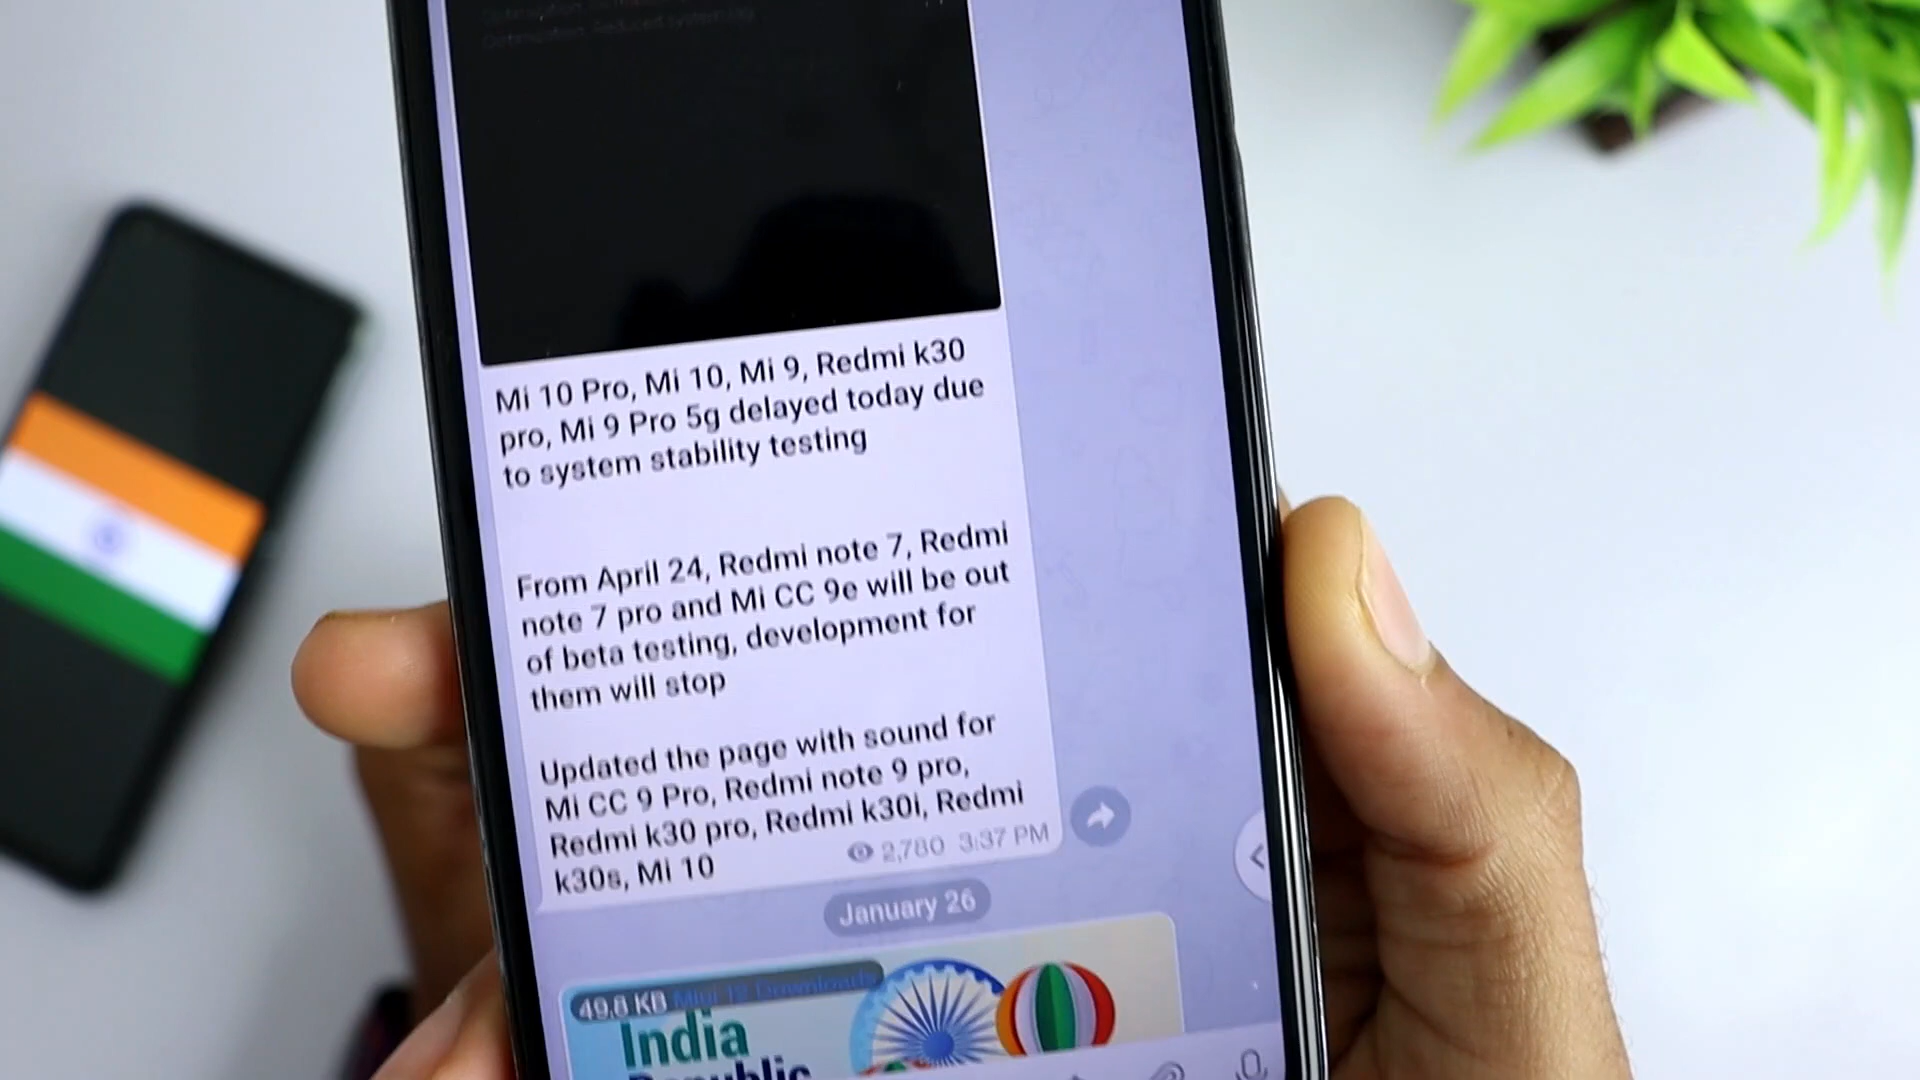 Mi 10 Pro, Mi 10, Mi 9, Redmi k30
pro, Mi 9 Pro 5g delayed today due
to system stability testing
From April 24, Redmi note 7, Redmi
note 7 pro and Mi CC 9e will be out
of beta testing, development for
them will stop
Updated the page with sound for
Mi CC 9 Pro, Redmi note 9 pro,
Redmi k30 pro, Redmi k30i, Redmi
k30s, Mi 10
2,780 3:37 PM
January 26
49.8 KB Miui 12 Downloads
India
Republic